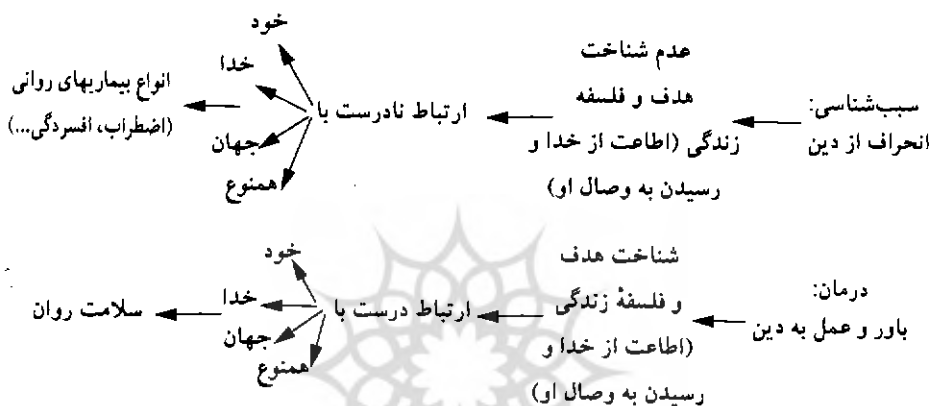 سبب‌شناسی:
انحراف از دین
عدم شناخت
هدف و فلسفه
زندگی (اطاعت از خدا و
رسیدن به وصال او)
ارتباط نادرست با
خود
خدا
جهان
همنوع
انواع بیماریهای روانی
(اضطراب، افسردگی...)
درمان:
باور و عمل به دین
شناخت هدف
و فلسفهٔ زندگی
(اطاعت از خدا و
رسیدن به وصال او)
ارتباط درست با
خود
خدا
جهان
همنوع
سلامت روان